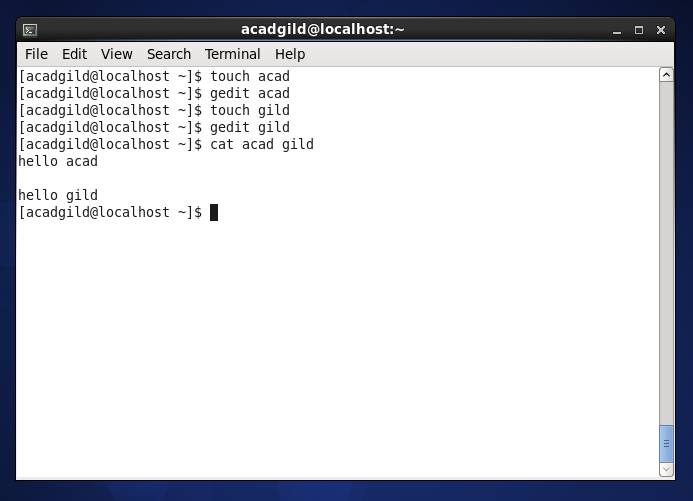 acadgild@localhost:~
File Edit View Search Terminal Help
[acadgild@localhost ~]$ touch acad
[acadgild@localhost ~]$ gedit acad
[acadgild@localhost ~]$ touch gild
[acadgild@localhost ~]$ gedit gild
[acadgild@localhost ~]$ cat acad gild
hello acad

hello gild
[acadgild@localhost ~]$